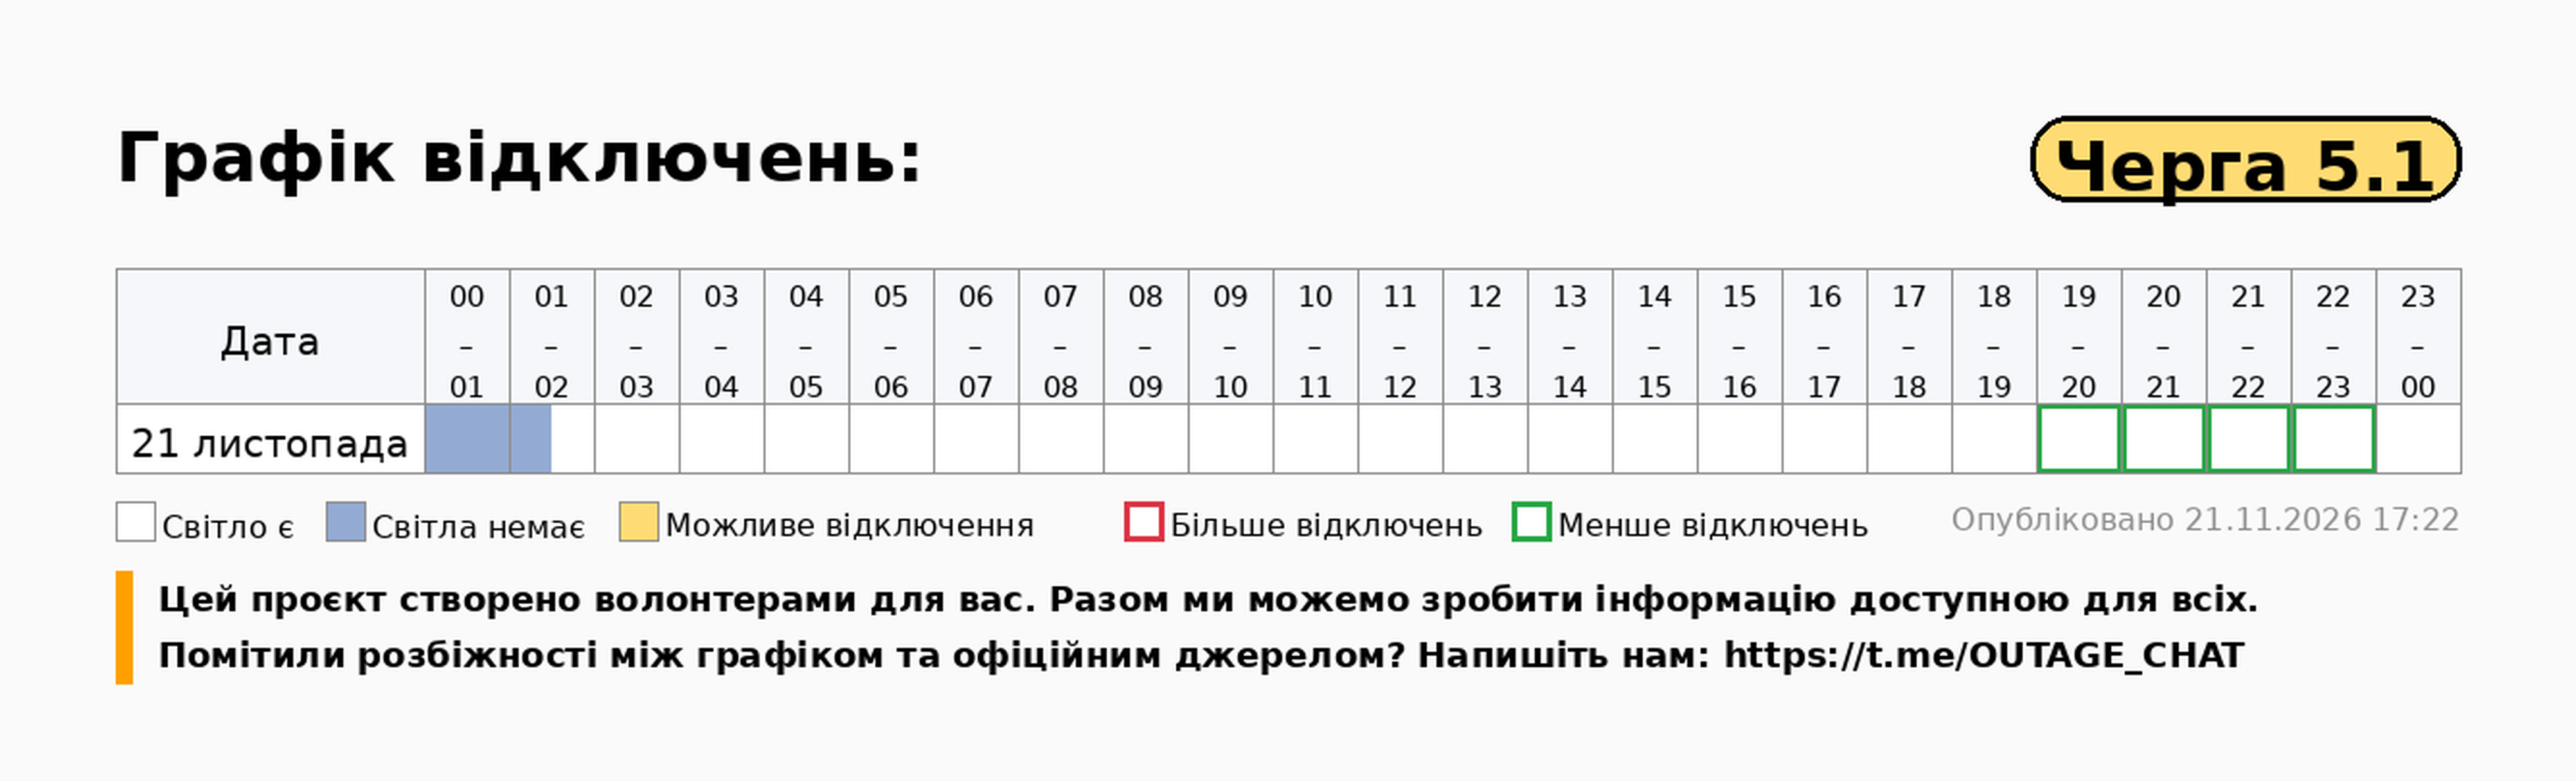 Графік відключень:
Черга 5.1
Дата 00 – 01 01 – 02 02 – 03 03 – 04 04 – 05 05 – 06 06 – 07 07 – 08 08 – 09 09 – 10 10 – 11 11 – 12 12 – 13 13 – 14 14 – 15 15 – 16 16 – 17 17 – 18 18 – 19 19 – 20 20 – 21 21 – 22 22 – 23 23 – 00
21 листопада
Світло є Світла немає Можливе відключення Більше відключень Менше відключень Опубліковано 21.11.2026 17:22
Цей проєкт створено волонтерами для вас. Разом ми можемо зробити інформацію доступною для всіх.
Помітили розбіжності між графіком та офіційним джерелом? Напишіть нам: https://t.me/OUTAGE_CHAT